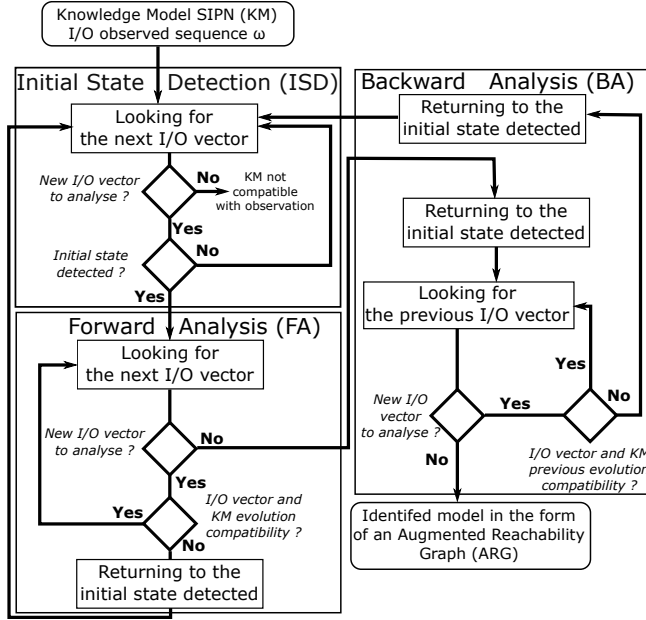 Knowledge Model SIPN (KM)
I/O observed sequence ω
Initial State Detection (ISD)
Looking for
the next I/O vector
New I/O vector
to analyse ?
No
KM not
compatible
with observation
Yes
Initial state
detected ?
No
Yes
Forward Analysis (FA)
Looking for
the next I/O vector
New I/O vector
to analyse ?
No
Yes
Yes
I/O vector and
KM evolution
compatibility ?
No
Returning to the
initial state detected
Backward Analysis (BA)
Returning to the
initial state detected
Returning to the
initial state detected
Looking for
the previous I/O vector
Yes
New I/O
vector
to analyse ?
Yes
No
No
I/O vector and KM
previous evolution
compatibility ?
Identifed model in the form
of an Augmented Reachability
Graph (ARG)